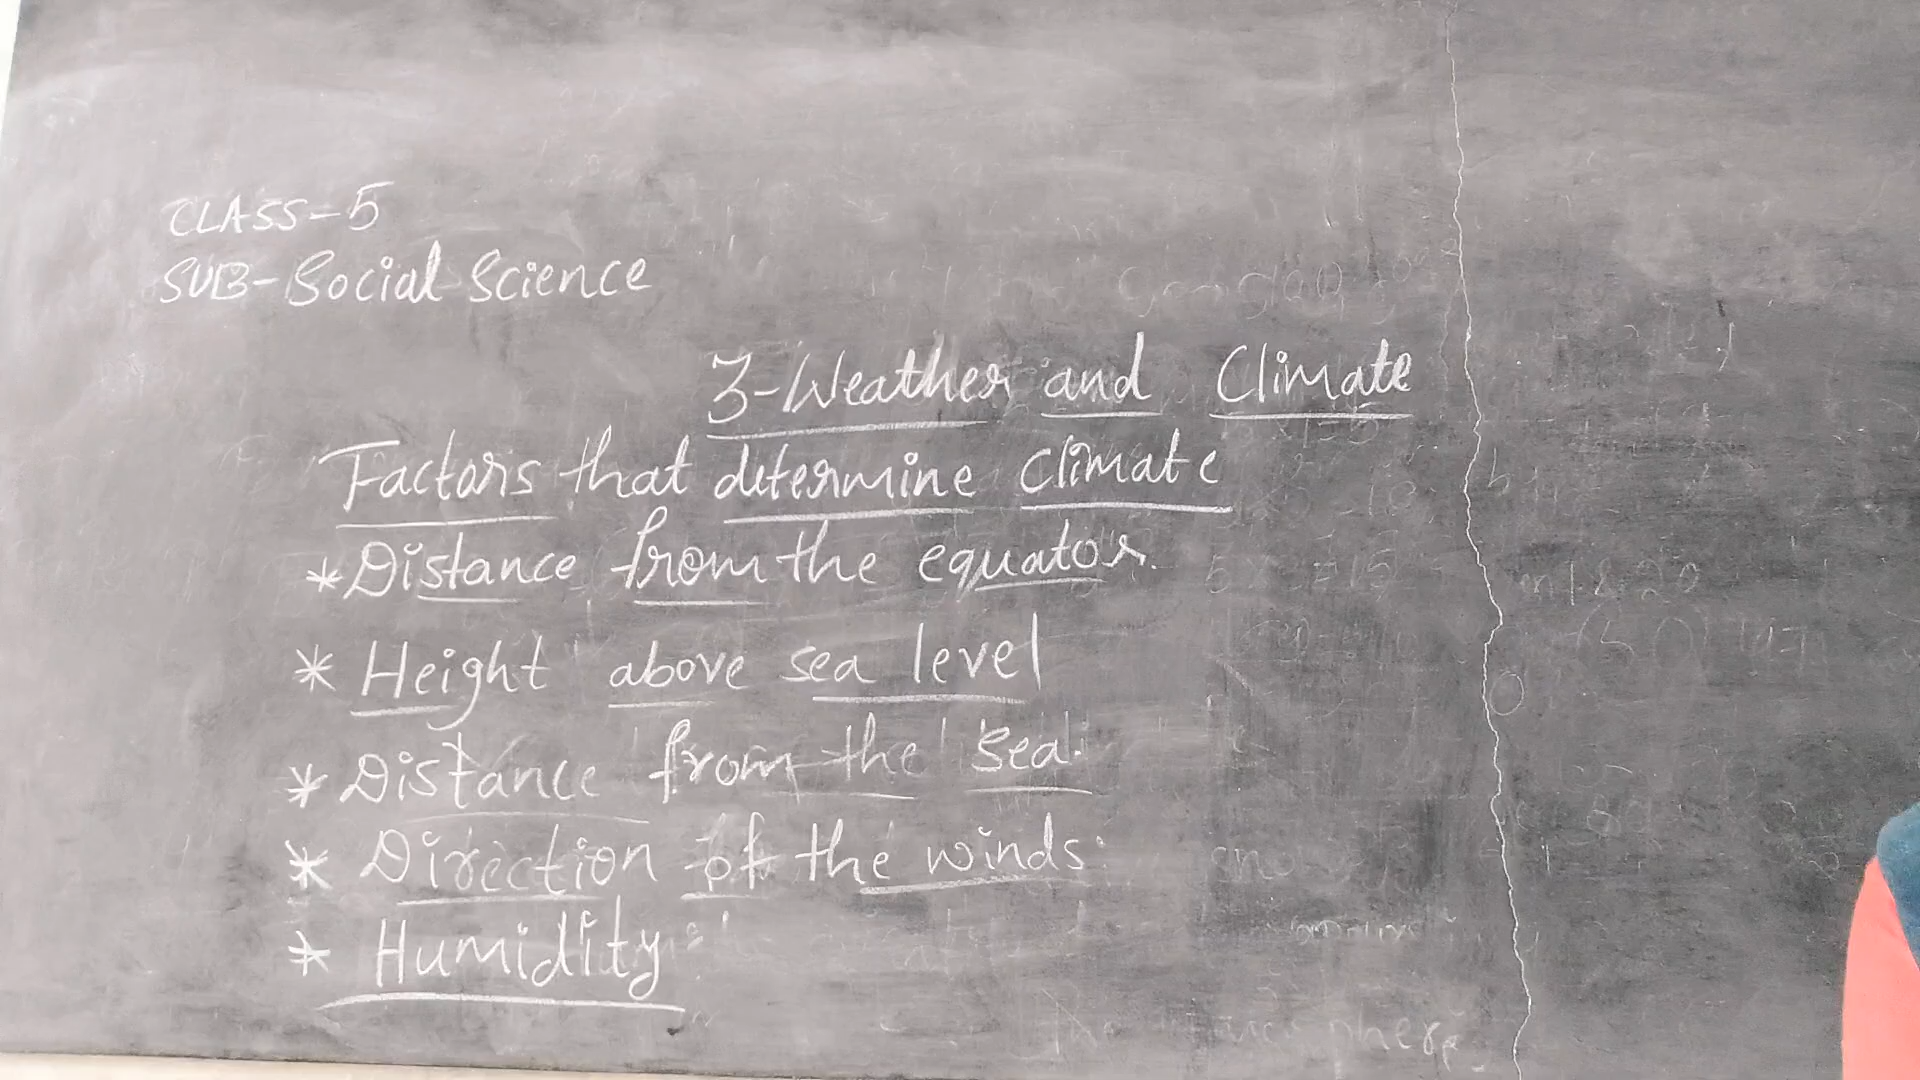 CLASS-5
SUB-Social Science
3-Weather and Climate
Factors that determine climate
*Distance from the equator.
* Height above sea level
* Distance from the sea.
* Direction of the winds.
* Humidity: